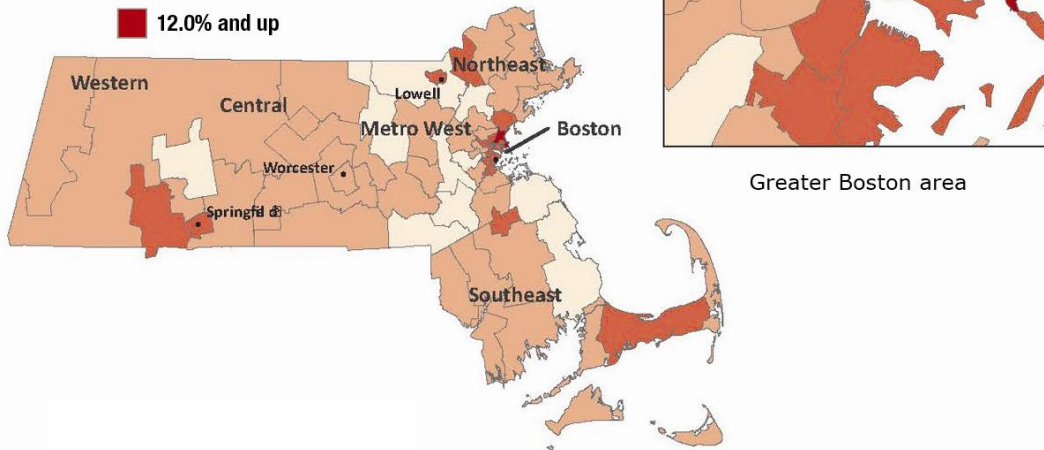 12.0% and up
Western
Northeast
Lowell
Central
Metro West
Boston
Worcester
Greater Boston area
Southeast